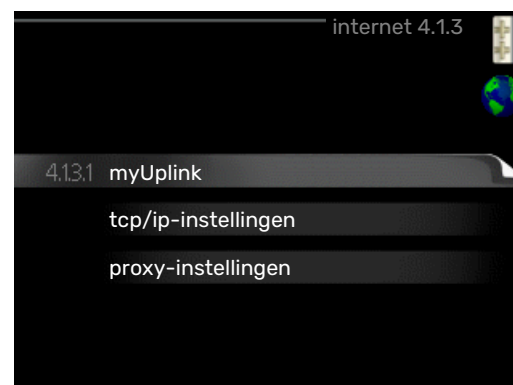 internet 4.1.3
4.1.3.1 myUplink
tcp/ip-instellingen
proxy-instellingen